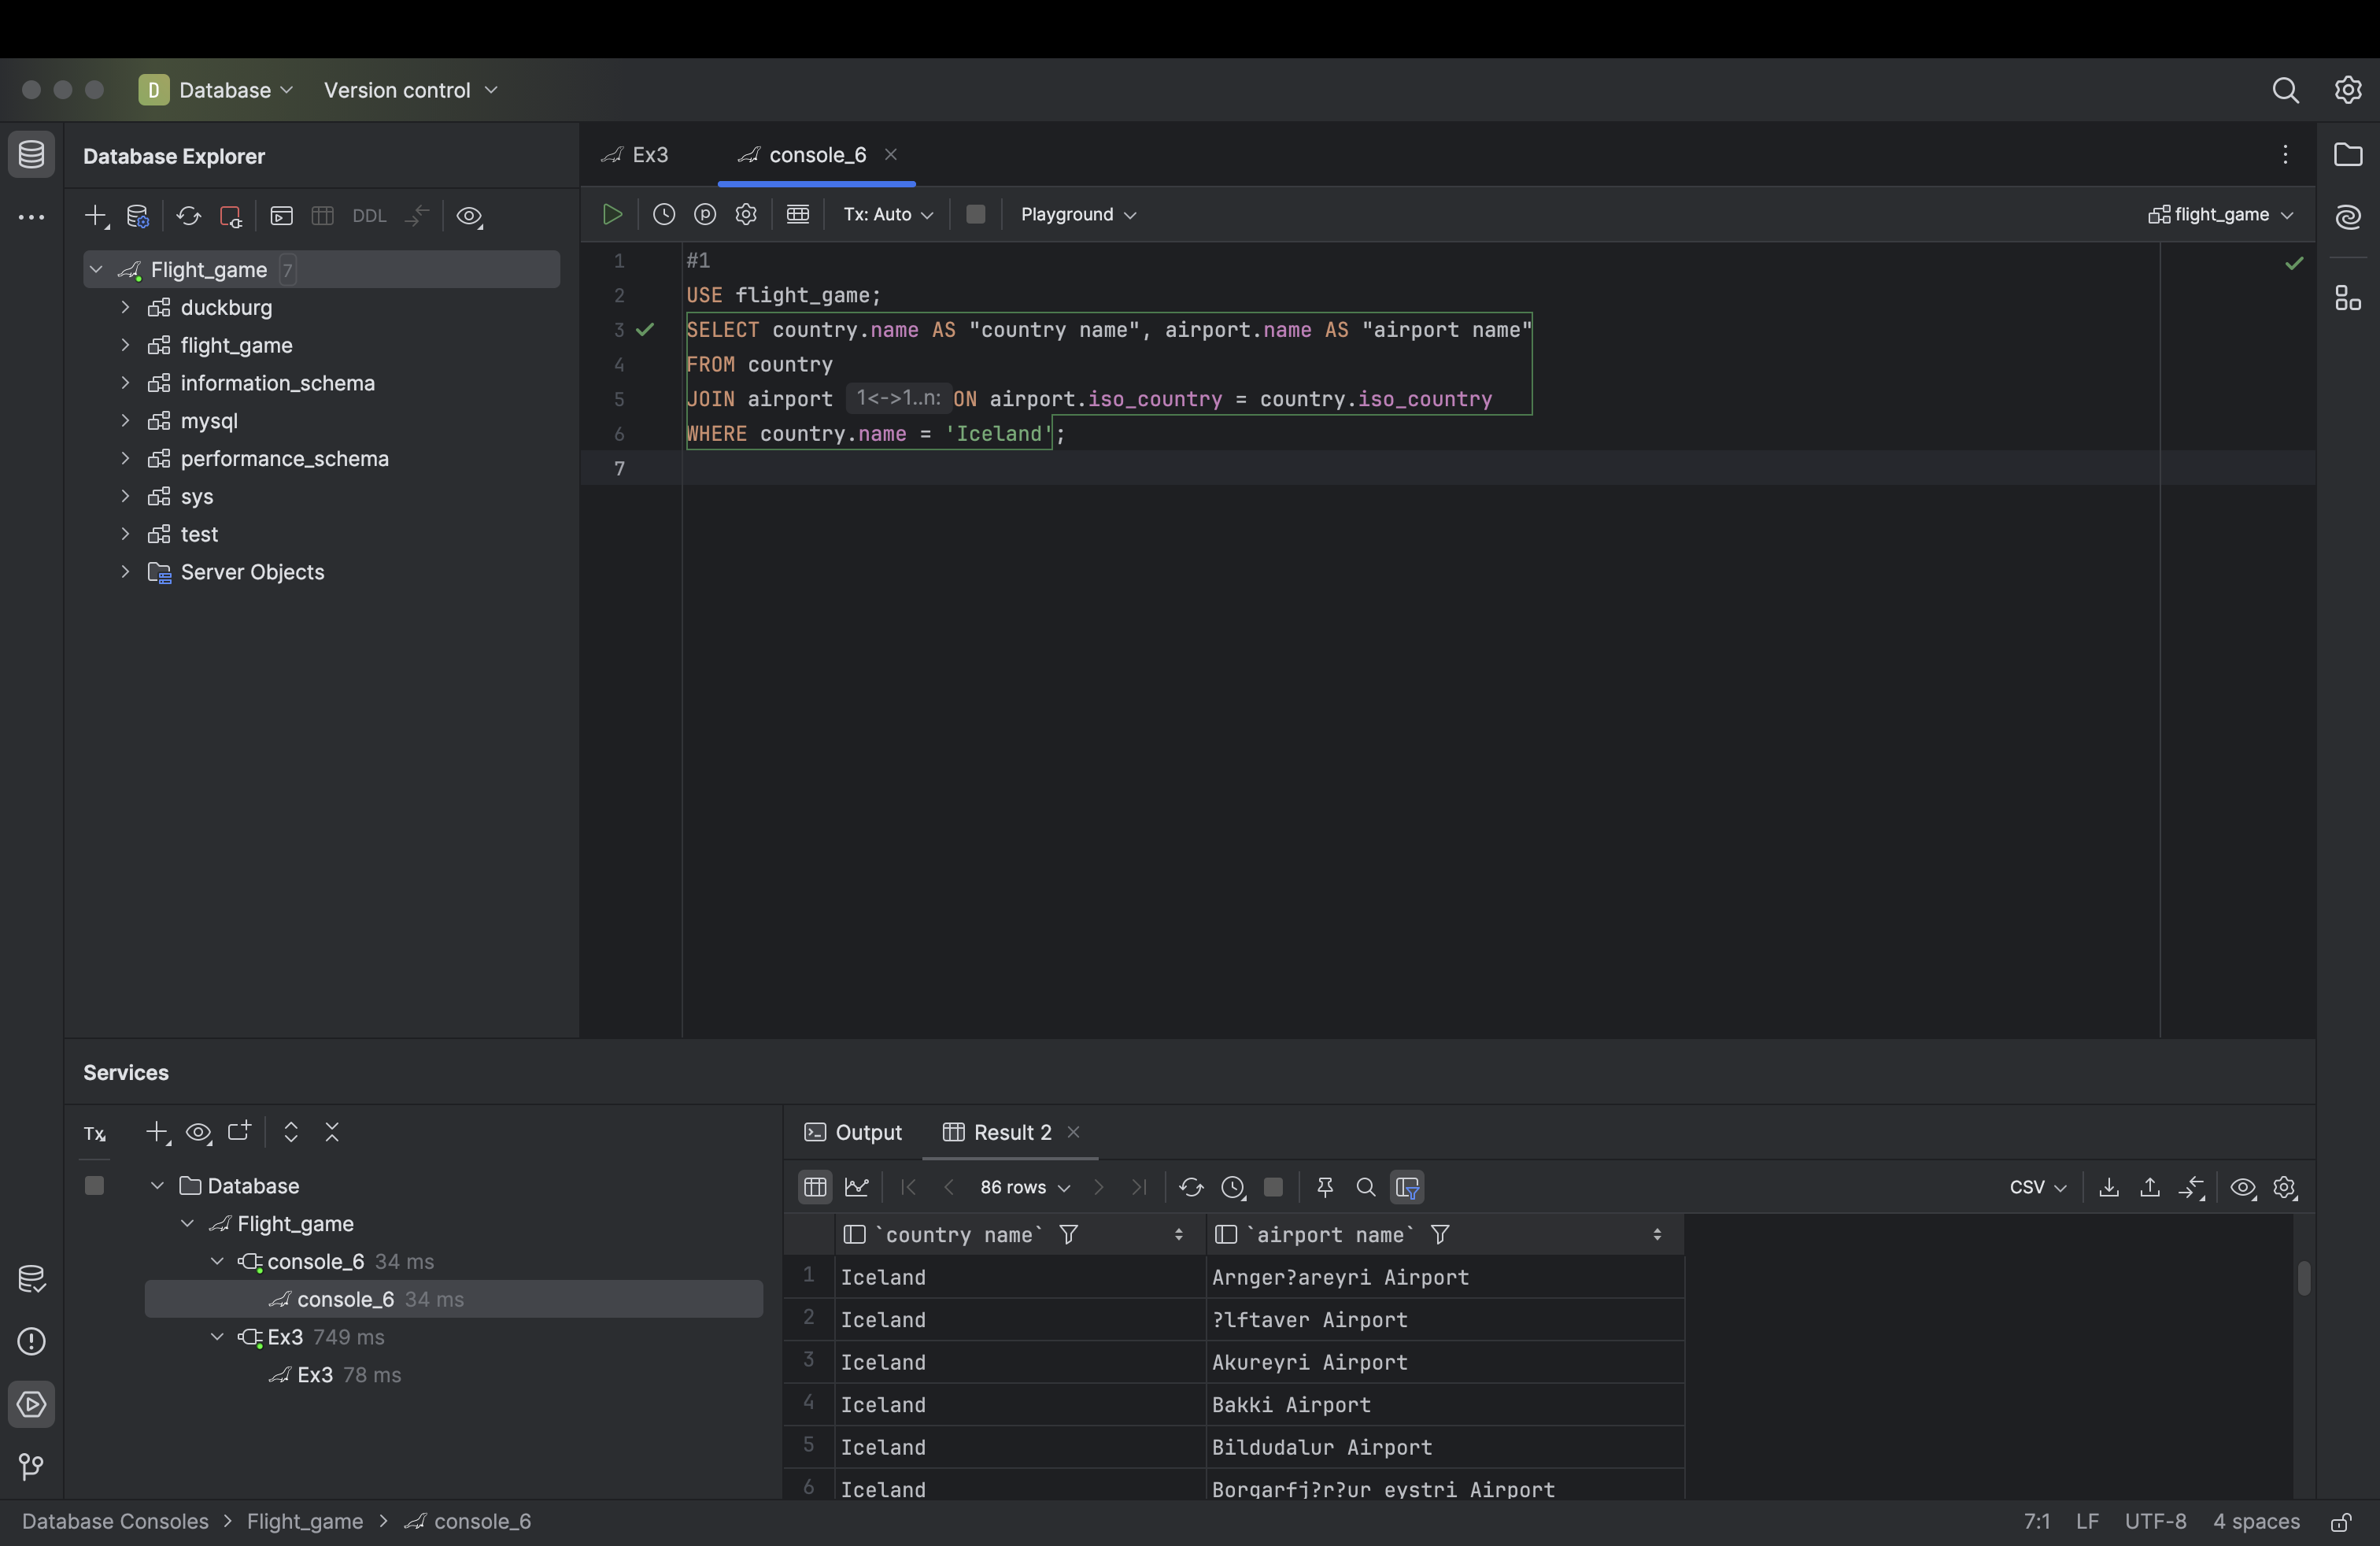 D Database Version control
Database Explorer
DDL
Flight_game 7
duckburg
flight_game
information_schema
mysql
performance_schema
sys
test
Server Objects
Ex3 console_6
Tx: Auto Playground flight_game
1 #1
2 USE flight_game;
3 SELECT country.name AS "country name", airport.name AS "airport name"
4 FROM country
5 JOIN airport 1<->1..n: ON airport.iso_country = country.iso_country
6 WHERE country.name = 'Iceland';
7
Services
Tx
Database
Flight_game
console_6 34 ms
console_6 34 ms
Ex3 749 ms
Ex3 78 ms
Output Result 2
86 rows CSV
`country name` `airport name`
1 Iceland Arnger?areyri Airport
2 Iceland ?lftaver Airport
3 Iceland Akureyri Airport
4 Iceland Bakki Airport
5 Iceland Bildudalur Airport
6 Iceland Borgarfj?r?ur eystri Airport
Database Consoles > Flight_game > console_6 7:1 LF UTF-8 4 spaces